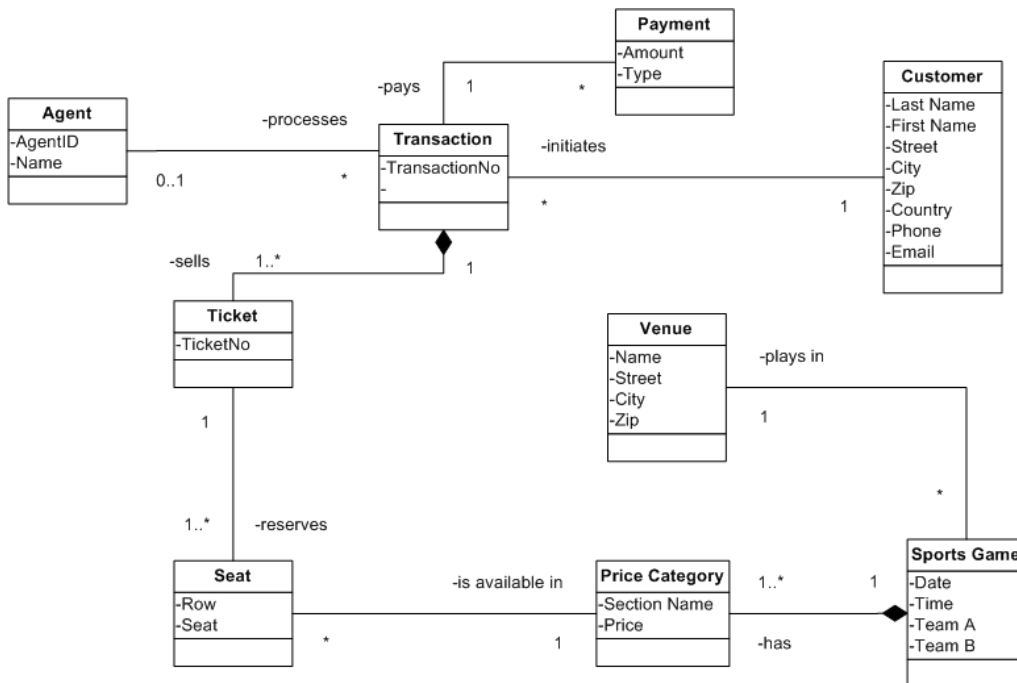 Payment
-Amount
-Type
-pays
1
*
Customer
-Last Name
-First Name
-Street
-City
-Zip
-Country
-Phone
-Email
Agent
-AgentID
-Name
-processes
0..1
*
Transaction
-TransactionNo
-
-initiates
*
1
-sells
1..*
1
Ticket
-TicketNo
1
1..*
-reserves
Venue
-Name
-Street
-City
-Zip
-plays in
1
*
Seat
-Row
-Seat
-is available in
*
1
Price Category
-Section Name
-Price
1..*
1
-has
Sports Game
-Date
-Time
-Team A
-Team B